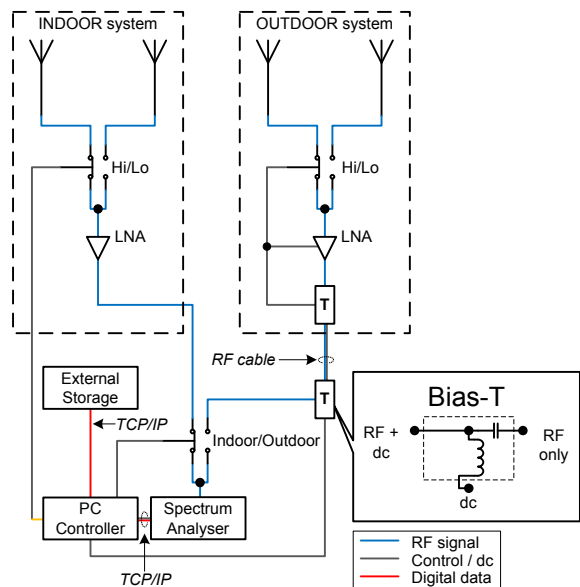 INDOOR system
OUTDOOR system
Hi/Lo
Hi/Lo
LNA
LNA
T
RF cable
T
External
Storage
TCP/IP
Indoor/Outdoor
PC
Controller
Spectrum
Analyser
TCP/IP
Bias-T
RF +
dc
RF
only
dc
RF signal
Control / dc
Digital data